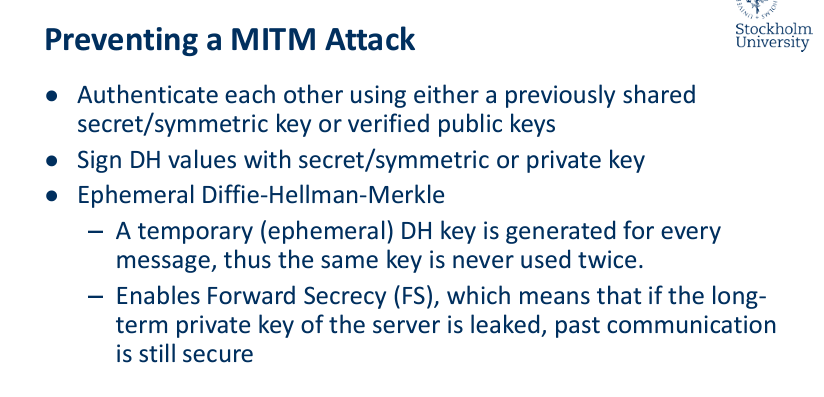 Preventing a MITM Attack
Stockholm
University
● Authenticate each other using either a previously shared
secret/symmetric key or verified public keys
● Sign DH values with secret/symmetric or private key
● Ephemeral Diffie-Hellman-Merkle
– A temporary (ephemeral) DH key is generated for every
message, thus the same key is never used twice.
– Enables Forward Secrecy (FS), which means that if the long-
term private key of the server is leaked, past communication
is still secure